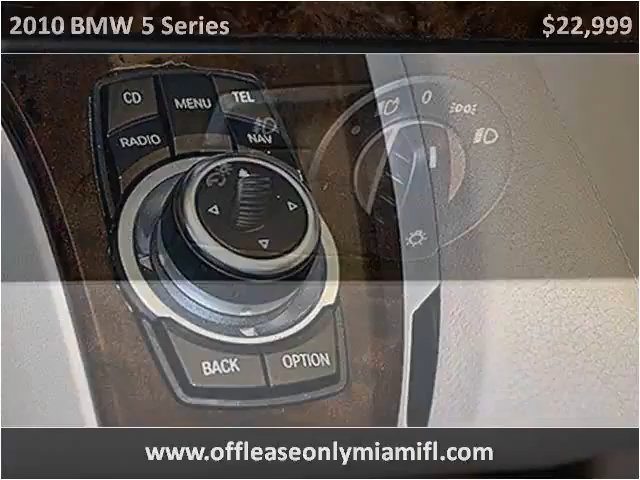 2010 BMW 5 Series $22,999
CD MENU TEL
RADIO NAV
0
BACK OPTION
www.offleaseonlymiamifl.com